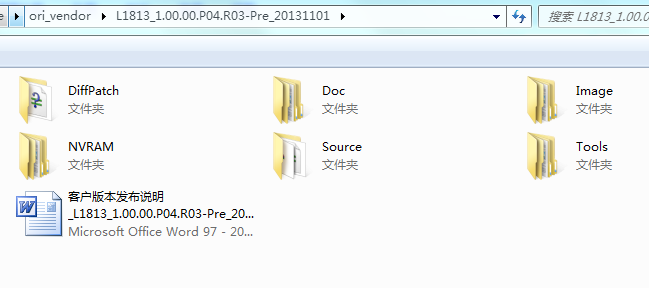 e ▸ ori_vendor ▸ L1813_1.00.00.P04.R03-Pre_20131101 ▸
搜索 L1813_1.00.0
DiffPatch
文件夹
Doc
文件夹
Image
文件夹
NVRAM
文件夹
Source
文件夹
Tools
文件夹
客户版本发布说明
_L1813_1.00.00.P04.R03-Pre_20...
Microsoft Office Word 97 - 20...